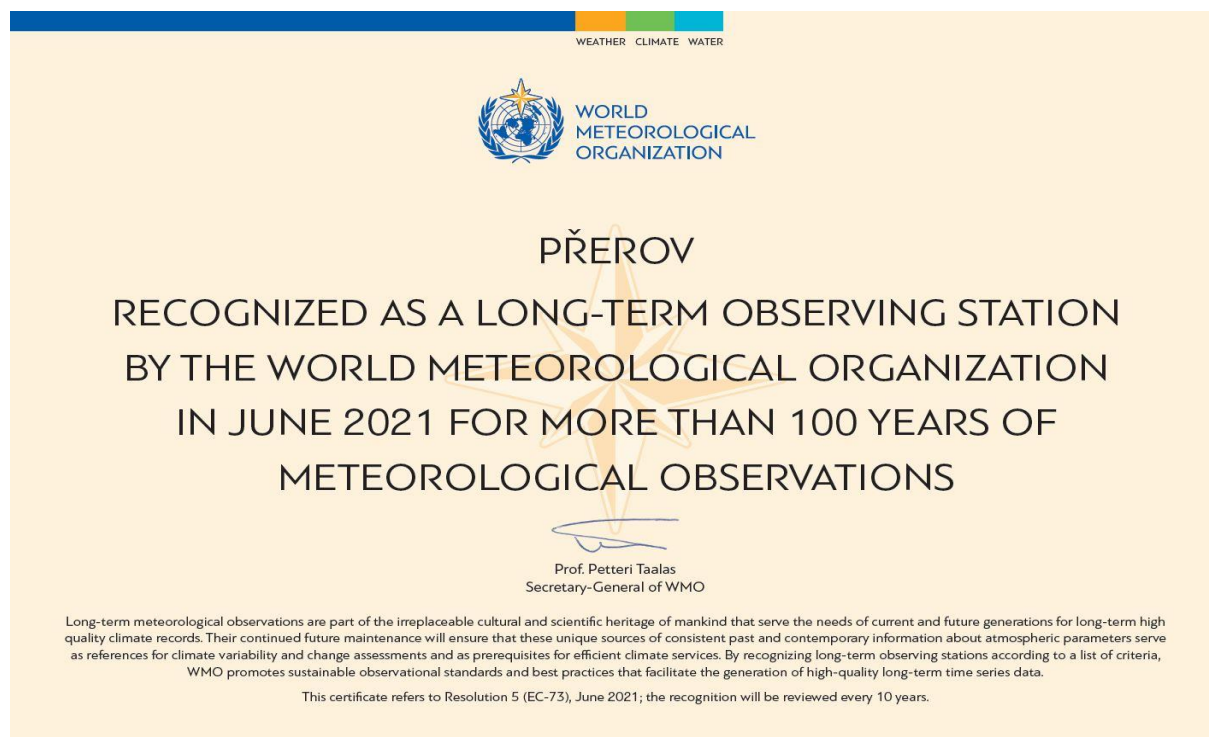 WEATHER CLIMATE WATER
WORLD
METEOROLOGICAL
ORGANIZATION
PŘEROV
RECOGNIZED AS A LONG-TERM OBSERVING STATION
BY THE WORLD METEOROLOGICAL ORGANIZATION
IN JUNE 2021 FOR MORE THAN 100 YEARS OF
METEOROLOGICAL OBSERVATIONS
Prof. Petteri Taalas
Secretary-General of WMO
Long-term meteorological observations are part of the irreplaceable cultural and scientific heritage of mankind that serve the needs of current and future generations for long-term high
quality climate records. Their continued future maintenance will ensure that these unique sources of consistent past and contemporary information about atmospheric parameters serve
as references for climate variability and change assessments and as prerequisites for efficient climate services. By recognizing long-term observing stations according to a list of criteria,
WMO promotes sustainable observational standards and best practices that facilitate the generation of high-quality long-term time series data.
This certificate refers to Resolution 5 (EC-73), June 2021; the recognition will be reviewed every 10 years.